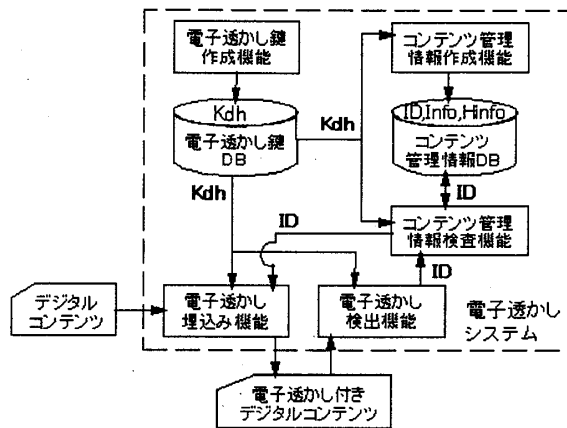 電子透かし鍵
作成機能
コンテンツ管理
情報作成機能
Kdh
電子透かし鍵
DB
Kdh
ID,Info,Hinfo
コンテンツ
管理情報DB
Kdh
ID
ID
コンテンツ管理
情報検査機能
ID
デジタル
コンテンツ
電子透かし
埋込み機能
電子透かし
検出機能
電子透かし
システム
電子透かし付き
デジタルコンテンツ